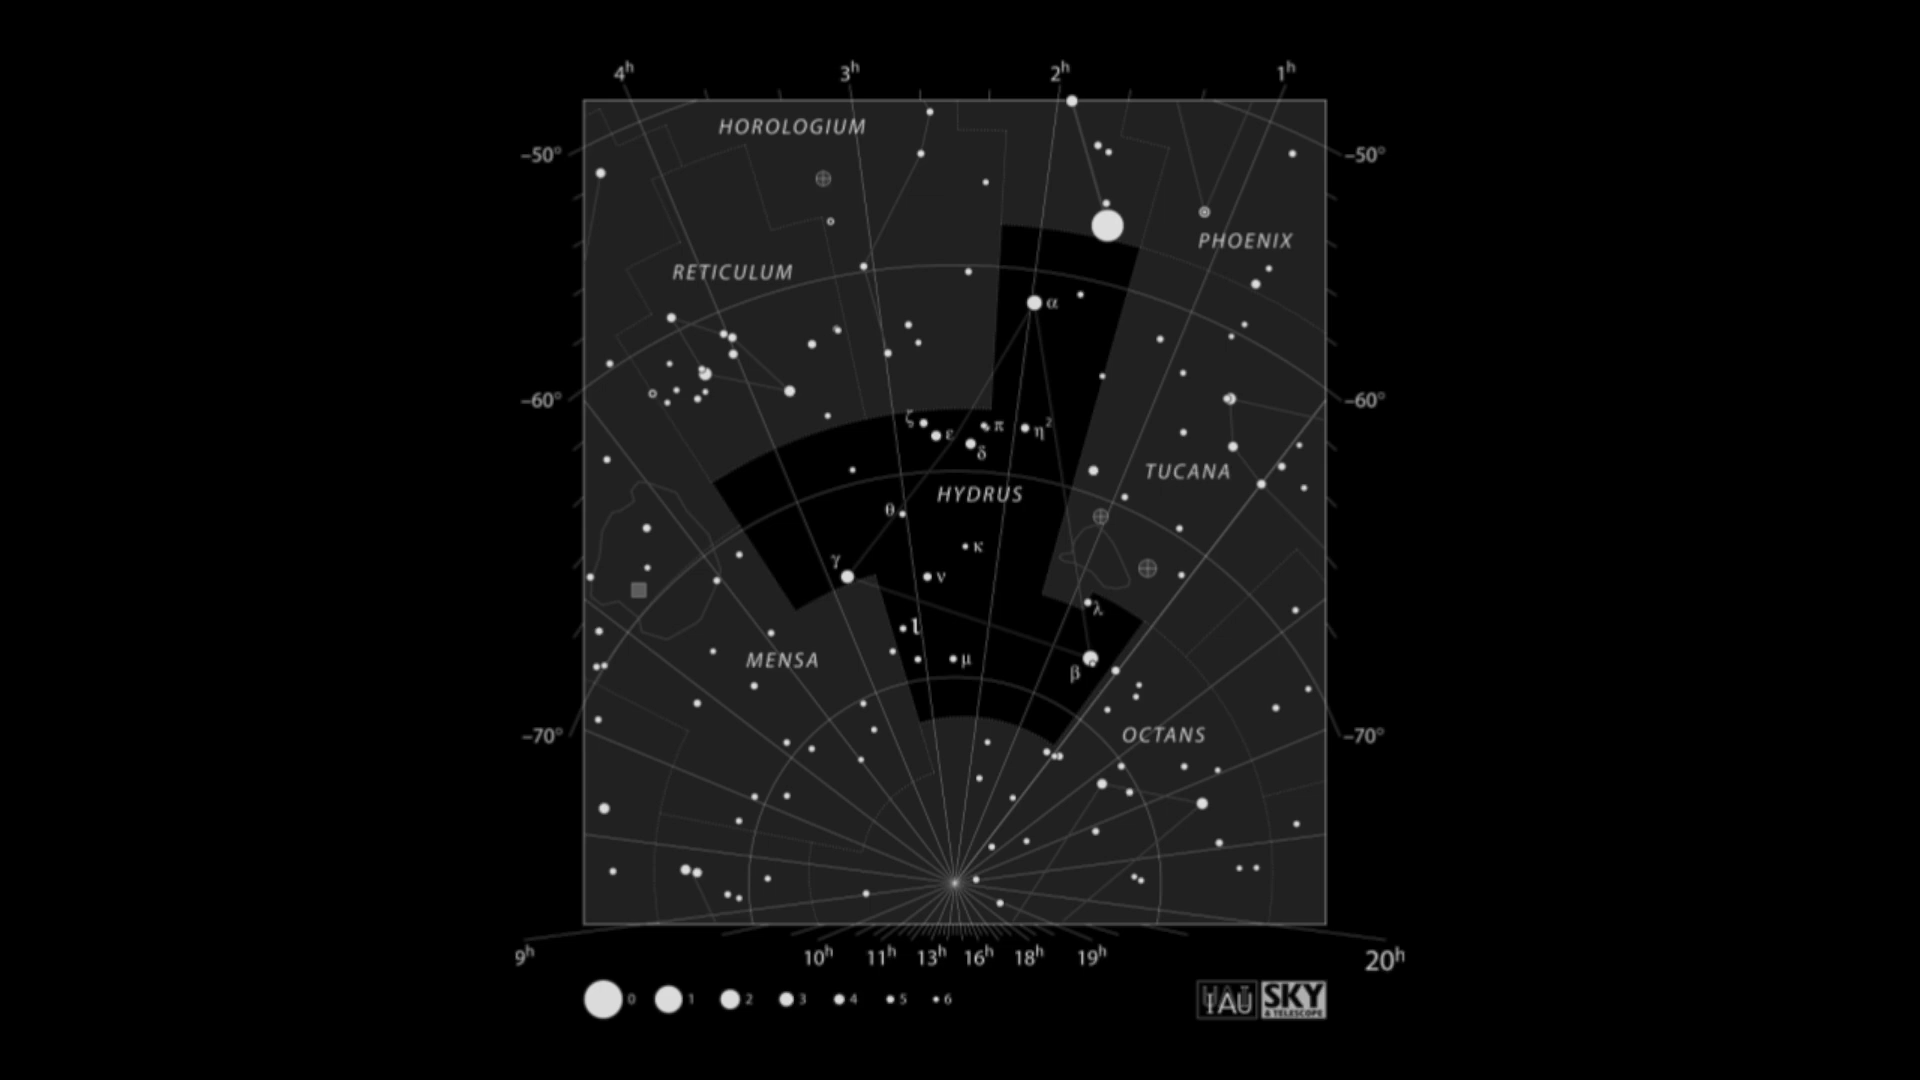 4h 3h 2h 1h
HOROLOGIUM
–50° –50°
PHOENIX
RETICULUM
α
–60° –60°
ζ ε π η2
δ
TUCANA
HYDRUS
θ
κ
γ
ν
λ
ι
MENSA μ
β
OCTANS
–70° –70°
9h 10h 11h 13h 16h 18h 19h 20h
0 1 2 3 4 5 6
IAU SKY
& TELESCOPE